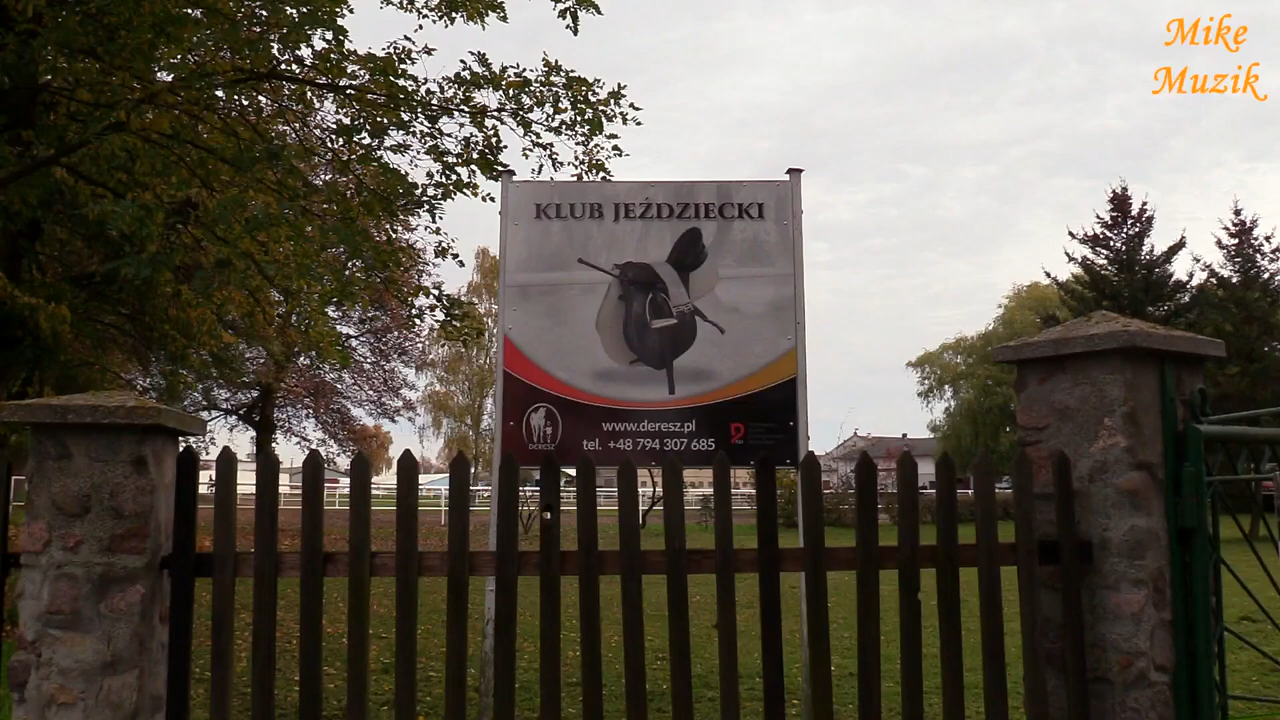 Mike
Muzik
KLUB JEŹDZIECKI
www.deresz.pl
tel. +48 794 307 685
DERESZ